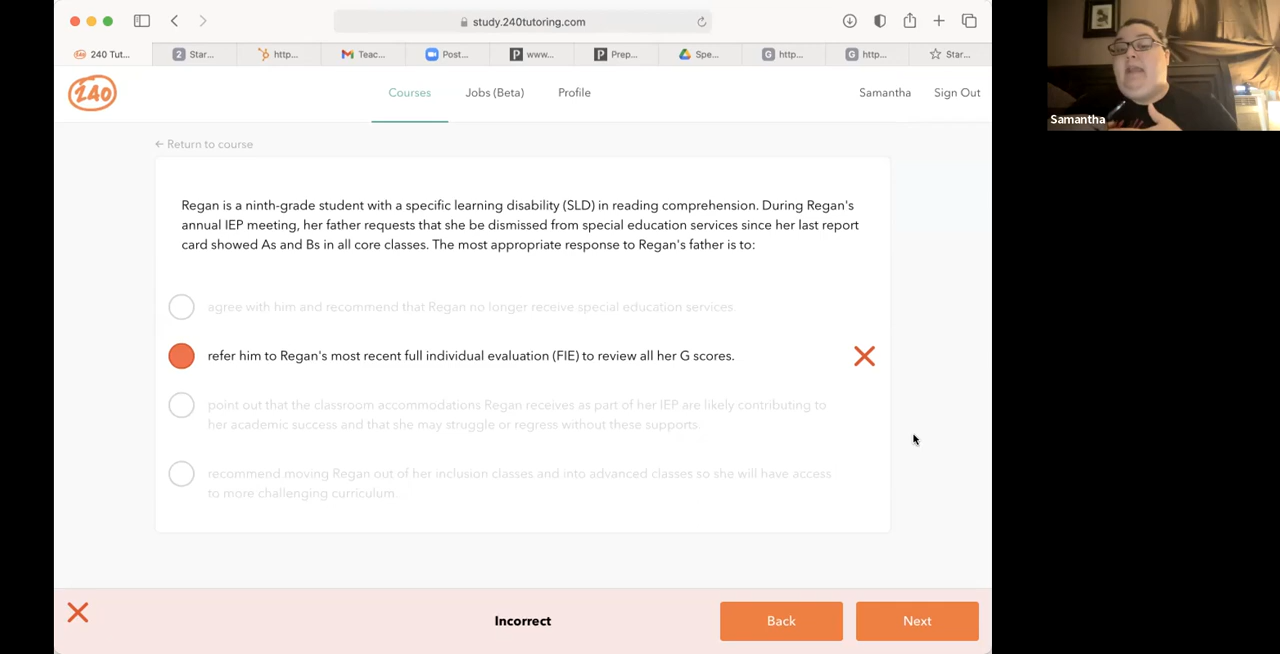 study.240tutoring.com
240 Tut...
2 Star...
http...
Teac...
Post...
P www...
P Prep...
Spe...
G http...
G http...
Star...
240
Courses
Jobs (Beta)
Profile
Samantha
Sign Out
Samantha
← Return to course
Regan is a ninth-grade student with a specific learning disability (SLD) in reading comprehension. During Regan's
annual IEP meeting, her father requests that she be dismissed from special education services since her last report
card showed As and Bs in all core classes. The most appropriate response to Regan's father is to:
agree with him and recommend that Regan no longer receive special education services.
refer him to Regan's most recent full individual evaluation (FIE) to review all her G scores.
point out that the classroom accommodations Regan receives as part of her IEP are likely contributing to
her academic success and that she may struggle or regress without these supports.
recommend moving Regan out of her inclusion classes and into advanced classes so she will have access
to more challenging curriculum.
Incorrect
Back
Next